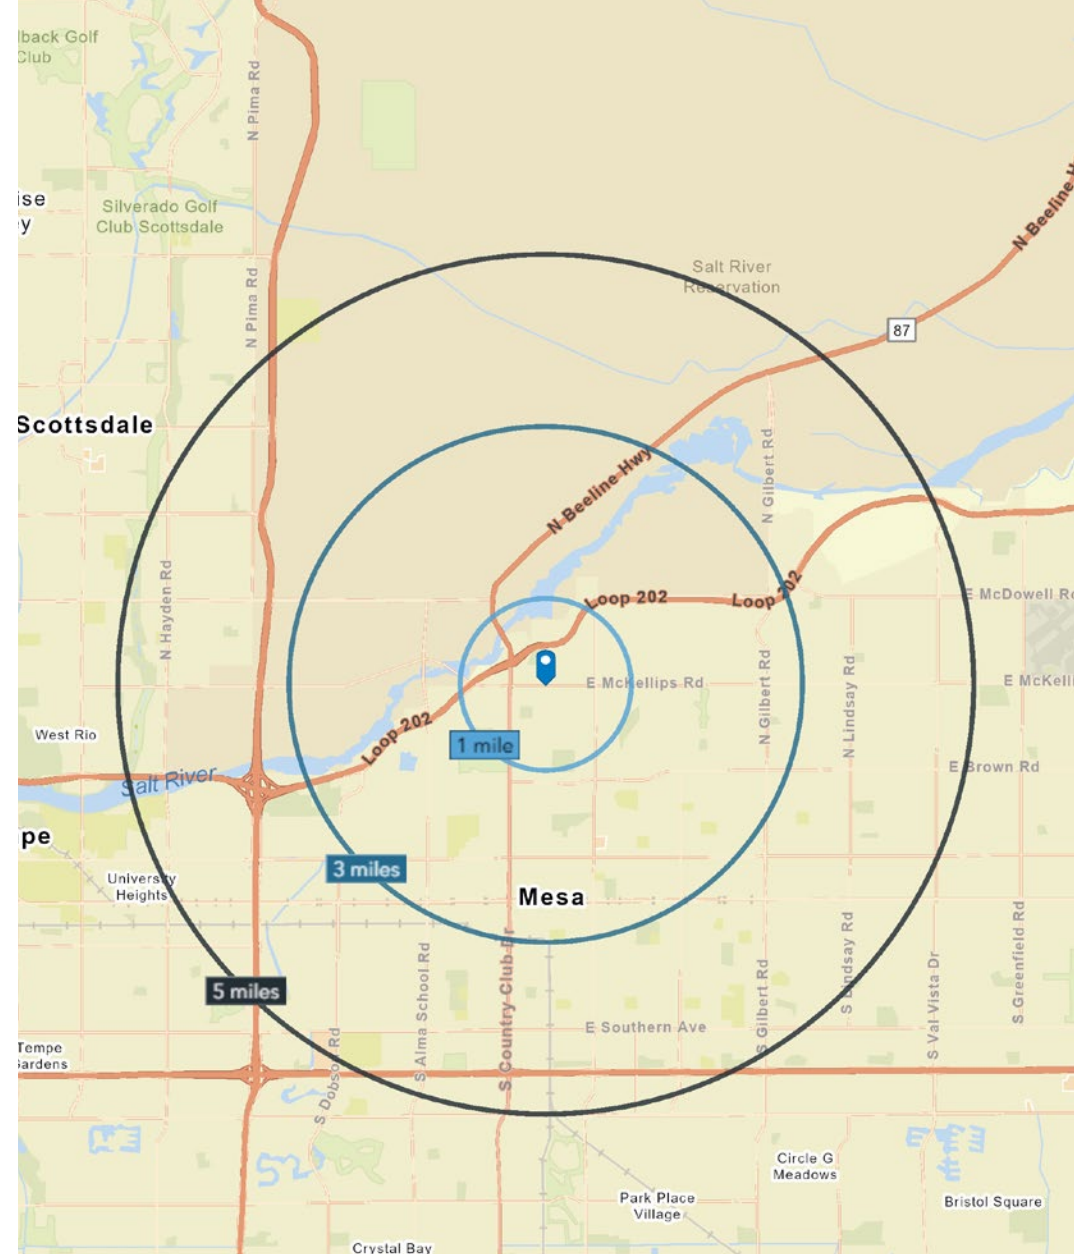 lback Golf
Club
N Pima Rd
ise
y
Silverado Golf
Club Scottsdale
N Beeline H
Salt River
Reservation
N Pima Rd
87
Scottsdale
N Gilbert Rd
N Beeline Hwy
N Hayden Rd
Loop 202
Loop 202
E McDowell Rd
E McKellips Rd
E McKelli
N Gilbert Rd
N Lindsay Rd
West Rio
Loop 202
1 mile
E Brown Rd
Salt River
pe
3 miles
University
Heights
Mesa
5 miles
S Alma School Rd
S Country Club Dr
S Lindsay Rd
S Gilbert Rd
S Val Vista Dr
S Greenfield Rd
E Southern Ave
Tempe
Gardens
S Dobson Rd
Circle G
Meadows
Park Place
Village
Bristol Square
Crystal Bay